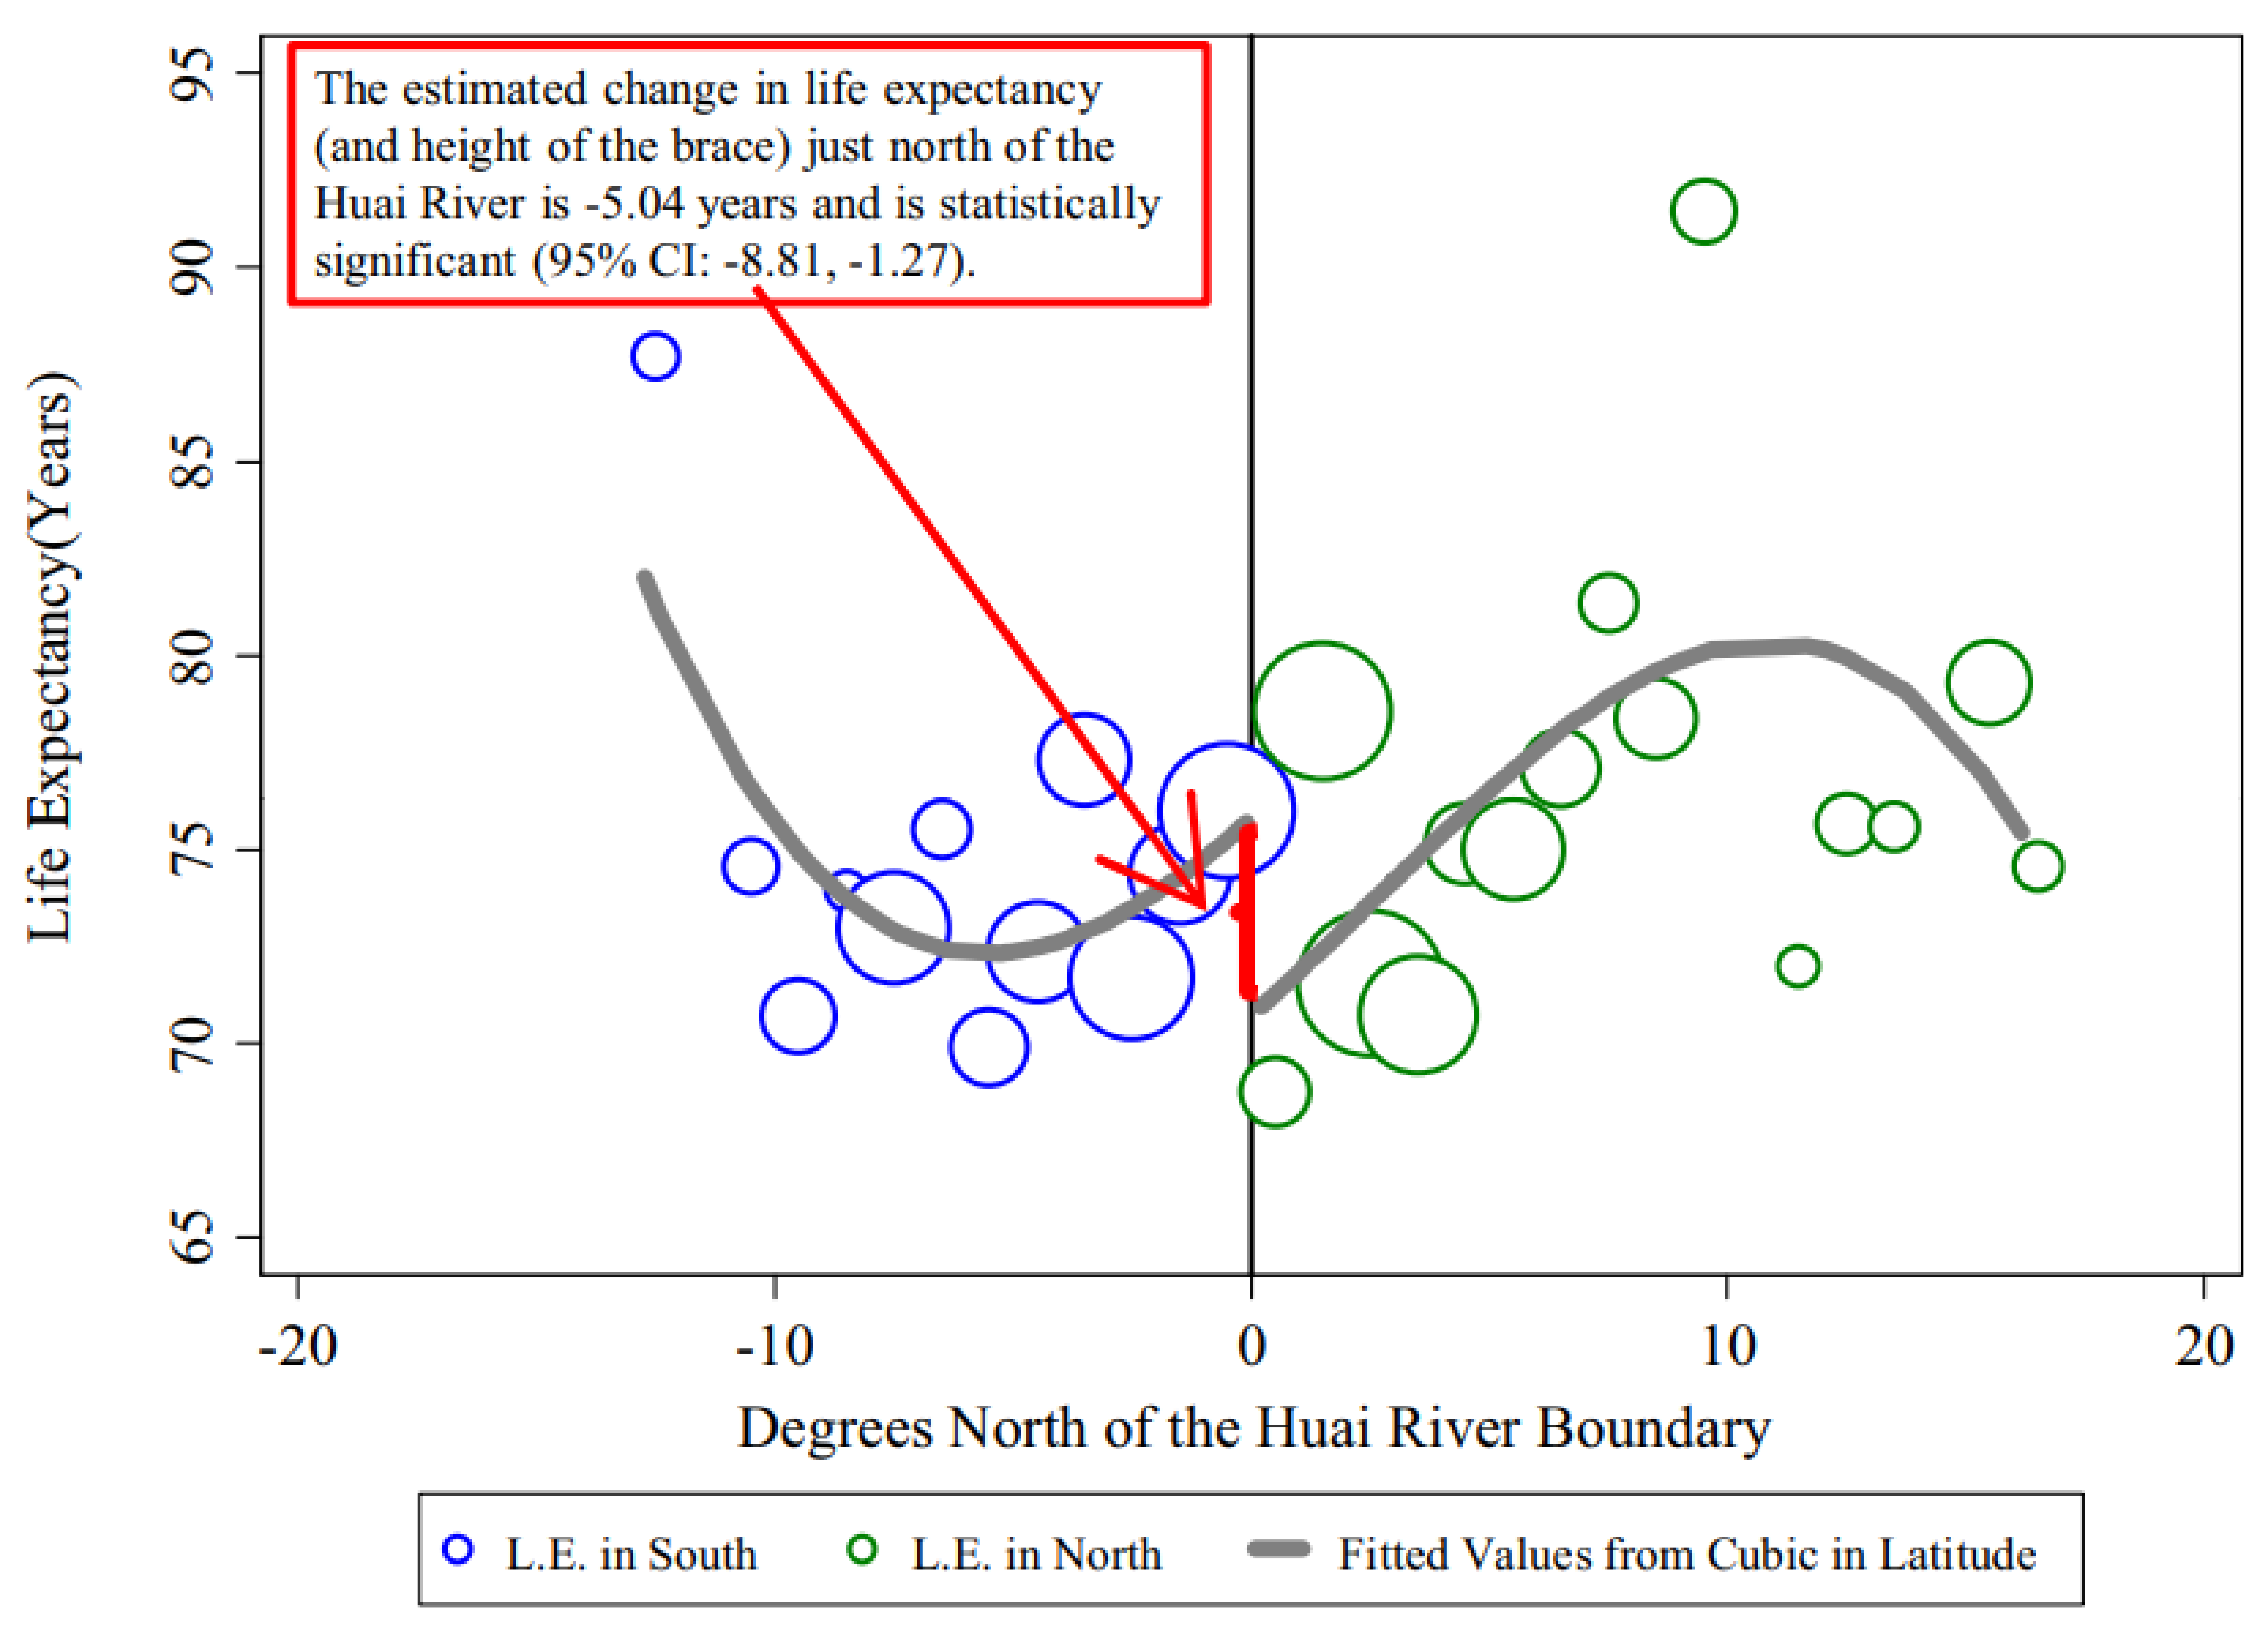 The estimated change in life expectancy
(and height of the brace) just north of the
Huai River is -5.04 years and is statistically
significant (95% CI: -8.81, -1.27).
Life Expectancy(Years)
95
90
85
80
75
70
65
-20 -10 0 10 20
Degrees North of the Huai River Boundary
L.E. in South L.E. in North Fitted Values from Cubic in Latitude